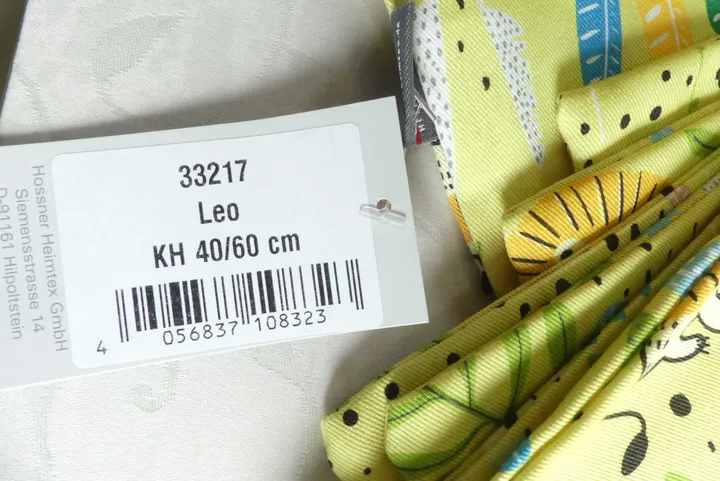 33217
Leo
KH 40/60 cm
4 056837 108323
Hossner Heimtex GmbH
Siemensstrasse 14
D-91161 Hilpoltstein